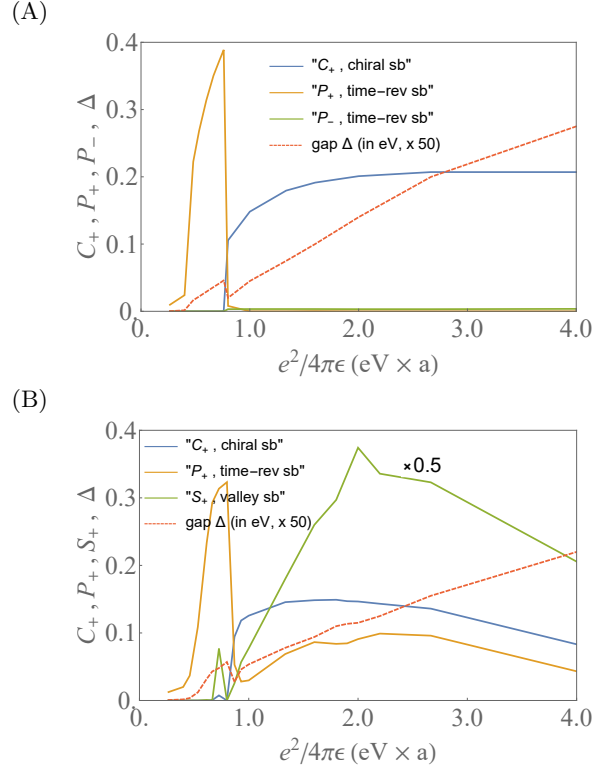 (A)
0.4
0.3
0.2
0.1
0.
C₊, P₊, P₋, Δ
"C₊ , chiral sb"
"P₊ , time−rev sb"
"P₋ , time−rev sb"
gap Δ (in eV, x 50)
0. 1.0 2.0 3.0 4.0
e²/4πϵ (eV × a)
(B)
0.4
0.3
0.2
0.1
0.
C₊, P₊, S₊, Δ
"C₊ , chiral sb"
"P₊ , time−rev sb"
"S₊ , valley sb"
gap Δ (in eV, x 50)
×0.5
0. 1.0 2.0 3.0 4.0
e²/4πϵ (eV × a)